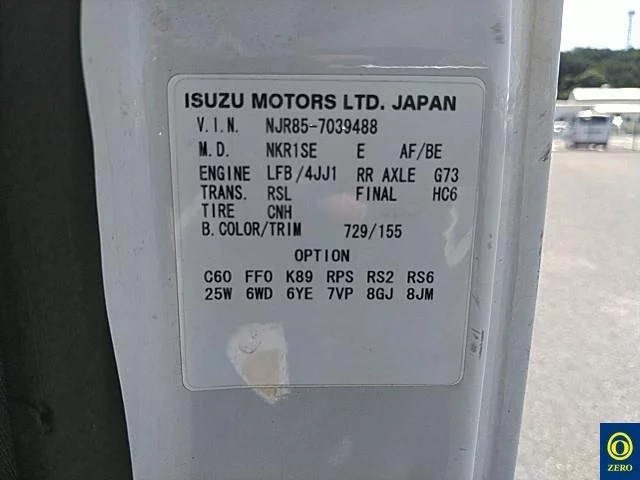 ISUZU MOTORS LTD. JAPAN
V.I.N. NJR85-7039488
M.D. NKR1SE E AF/BE
ENGINE LFB/4JJ1 RR AXLE G73
TRANS. RSL FINAL HC6
TIRE CNH
B.COLOR/TRIM 729/155
OPTION
C60 FF0 K89 RPS RS2 RS6
25W 6WD 6YE 7VP 8GJ 8JM
ZERO